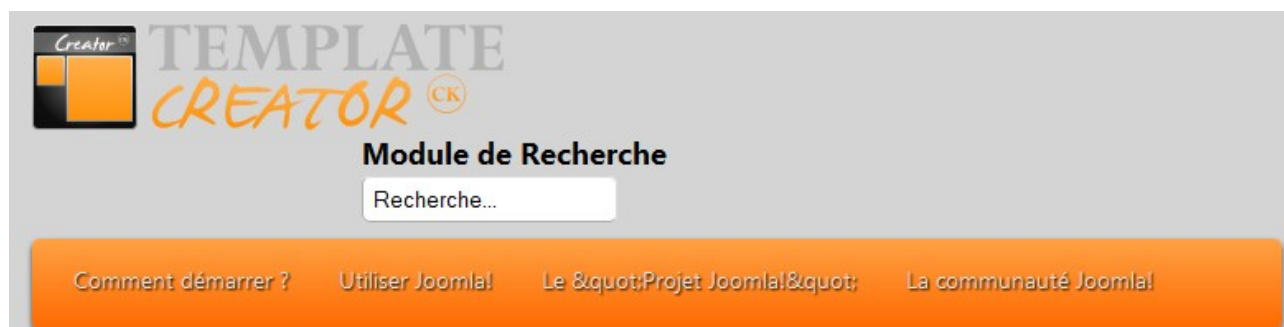 Creator ®
TEMPLATE
CREATOR CK
Module de Recherche
Recherche...
Comment démarrer ? Utiliser Joomla! Le &quot;Projet Joomla!&quot; La communauté Joomla!